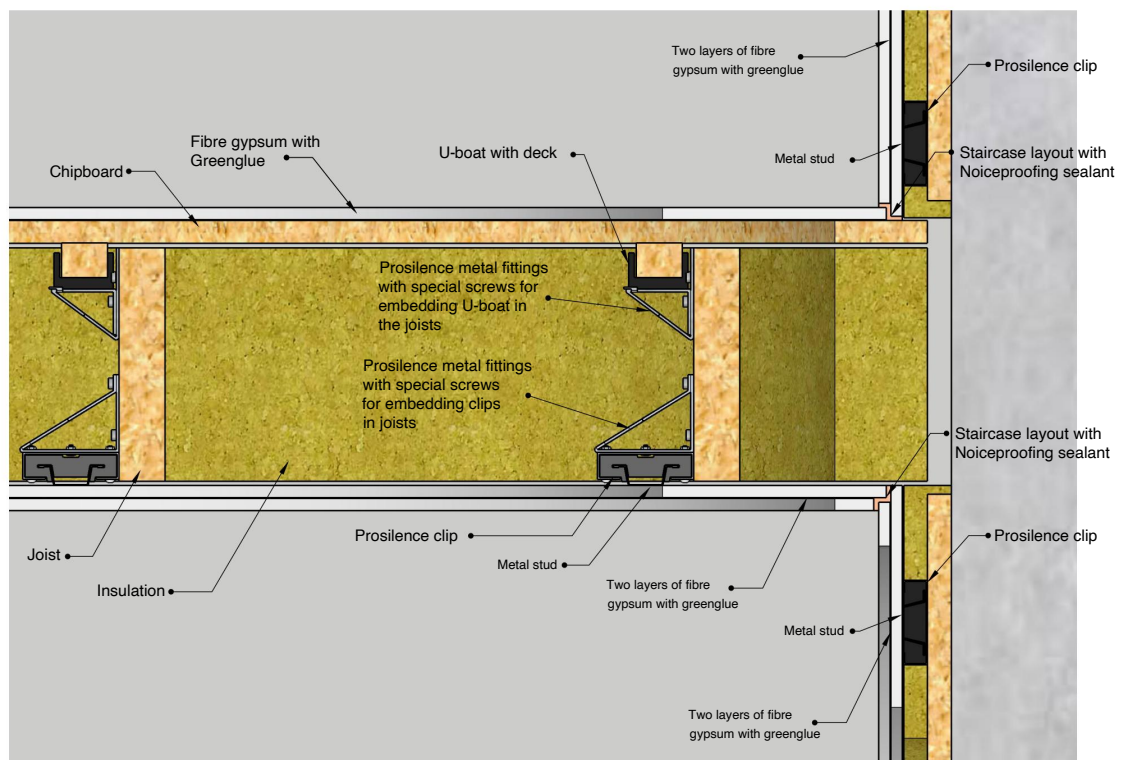 Two layers of fibre
gypsum with greenglue
Prosilence clip
Fibre gypsum with
Greenglue
U-boat with deck
Metal stud
Staircase layout with
Noiceproofing sealant
Chipboard
Prosilence metal fittings
with special screws for
embedding U-boat in
the joists
Prosilence metal fittings
with special screws
for embedding clips
in joists
Staircase layout with
Noiceproofing sealant
Joist
Prosilence clip
Prosilence clip
Metal stud
Insulation
Two layers of fibre
gypsum with greenglue
Metal stud
Two layers of fibre
gypsum with greenglue